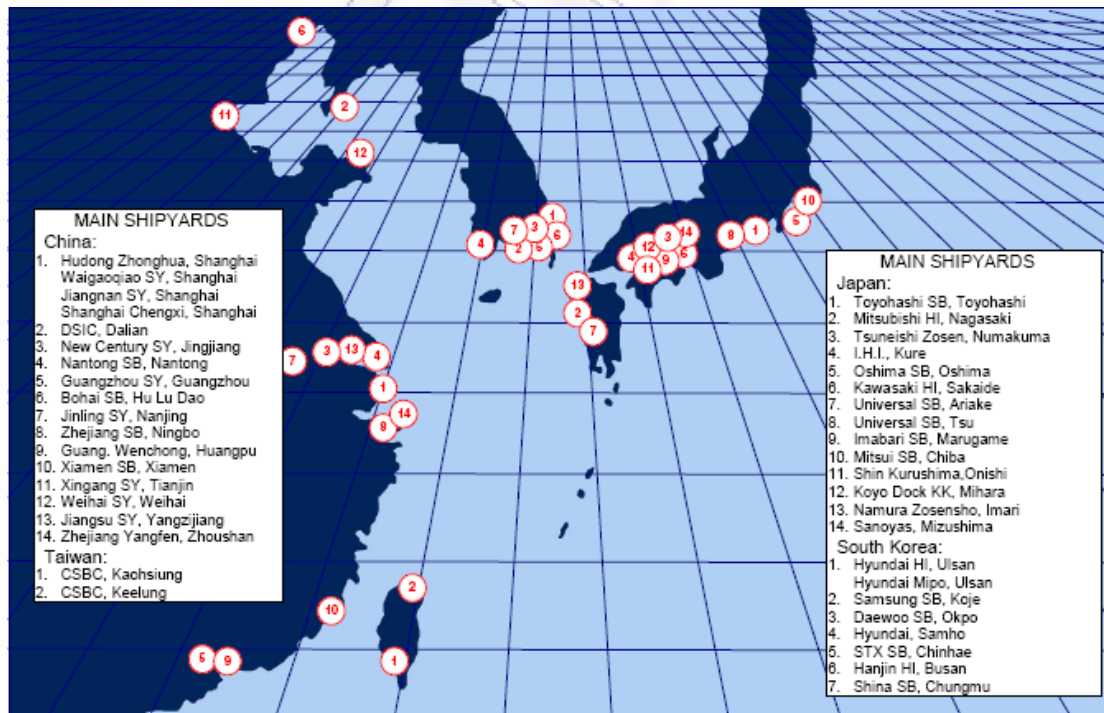 6
2
11
12
1
7
3
6
4
2
5
10
5
14
3
12
8
1
4
9
6
11
13
2
7
7
3
13
4
1
14
8
2
10
5
9
1
MAIN SHIPYARDS
China:
1. Hudong Zhonghua, Shanghai
Waigaoqiao SY, Shanghai
Jiangnan SY, Shanghai
Shanghai Chengxi, Shanghai
2. DSIC, Dalian
3. New Century SY, Jingjiang
4. Nantong SB, Nantong
5. Guangzhou SY, Guangzhou
6. Bohai SB, Hu Lu Dao
7. Jinling SY, Nanjing
8. Zhejiang SB, Ningbo
9. Guang. Wenchong, Huangpu
10. Xiamen SB, Xiamen
11. Xingang SY, Tianjin
12. Weihai SY, Weihai
13. Jiangsu SY, Yangzijiang
14. Zhejiang Yangfen, Zhoushan
Taiwan:
1. CSBC, Kaohsiung
2. CSBC, Keelung
MAIN SHIPYARDS
Japan:
1. Toyohashi SB, Toyohashi
2. Mitsubishi HI, Nagasaki
3. Tsuneishi Zosen, Numakuma
4. I.H.I., Kure
5. Oshima SB, Oshima
6. Kawasaki HI, Sakaide
7. Universal SB, Ariake
8. Universal SB, Tsu
9. Imabari SB, Marugame
10. Mitsui SB, Chiba
11. Shin Kurushima,Onishi
12. Koyo Dock KK, Mihara
13. Namura Zosensho, Imari
14. Sanoyas, Mizushima
South Korea:
1. Hyundai HI, Ulsan
Hyundai Mipo, Ulsan
2. Samsung SB, Koje
3. Daewoo SB, Okpo
4. Hyundai, Samho
5. STX SB, Chinhae
6. Hanjin HI, Busan
7. Shina SB, Chungmu